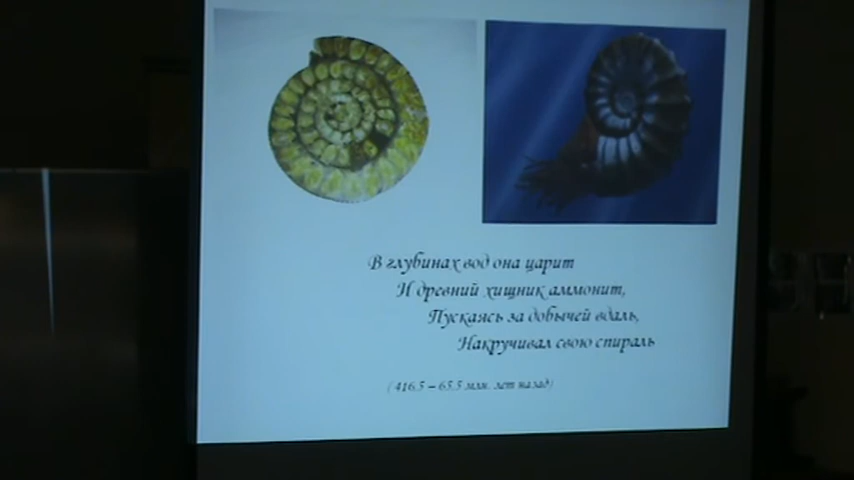 В глубинах вод она царит
И древний хищник аммонит,
Пускаясь за добычей вдаль,
Накручивал свою спираль
( 416.5 – 65.5 млн. лет назад)